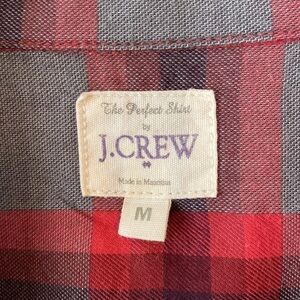 The Perfect Shirt
by
J.CREW
Made in Mauritius
M